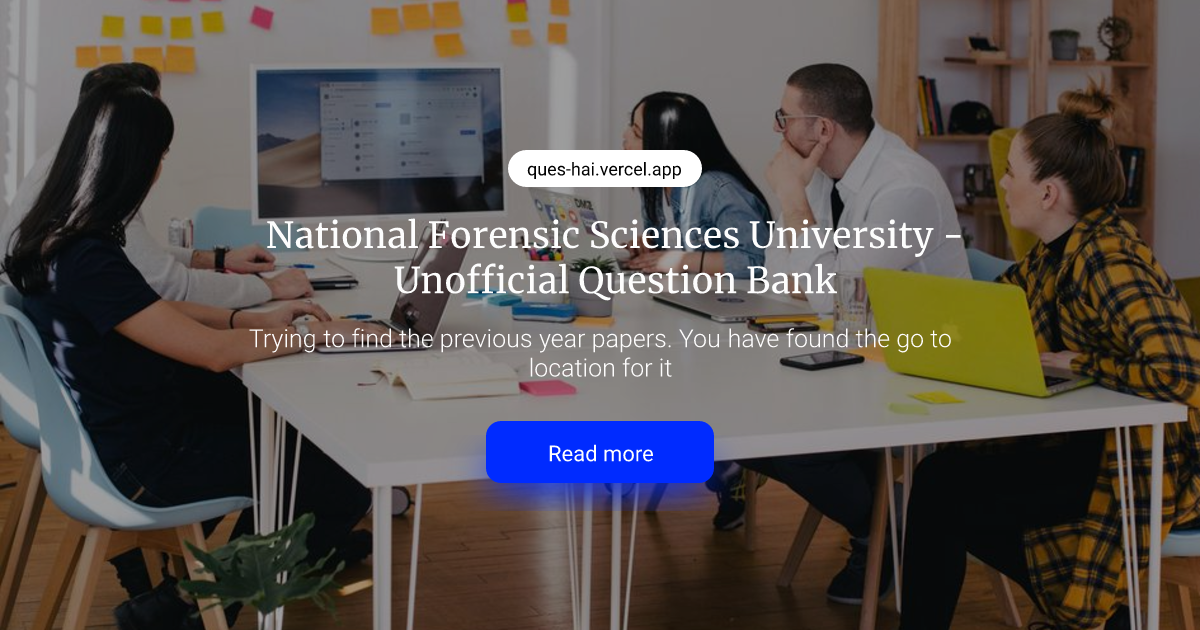 ques-hai.vercel.app
National Forensic Sciences University -
Unofficial Question Bank
Trying to find the previous year papers. You have found the go to
location for it
Read more